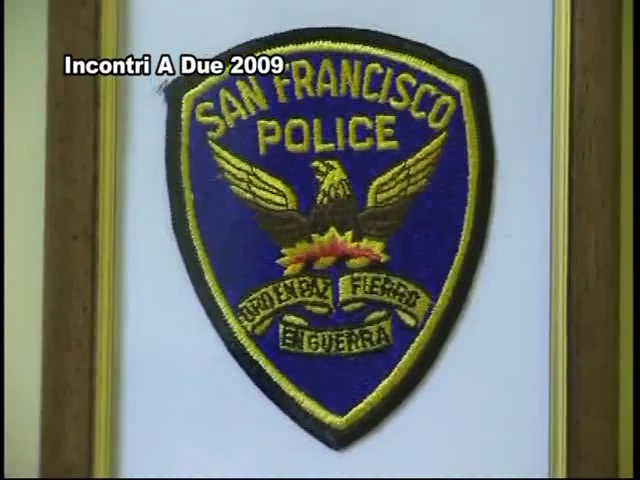 Incontri A Due 2009
SAN FRANCISCO
POLICE
ORO EN PAZ
FIERRO
EN GUERRA